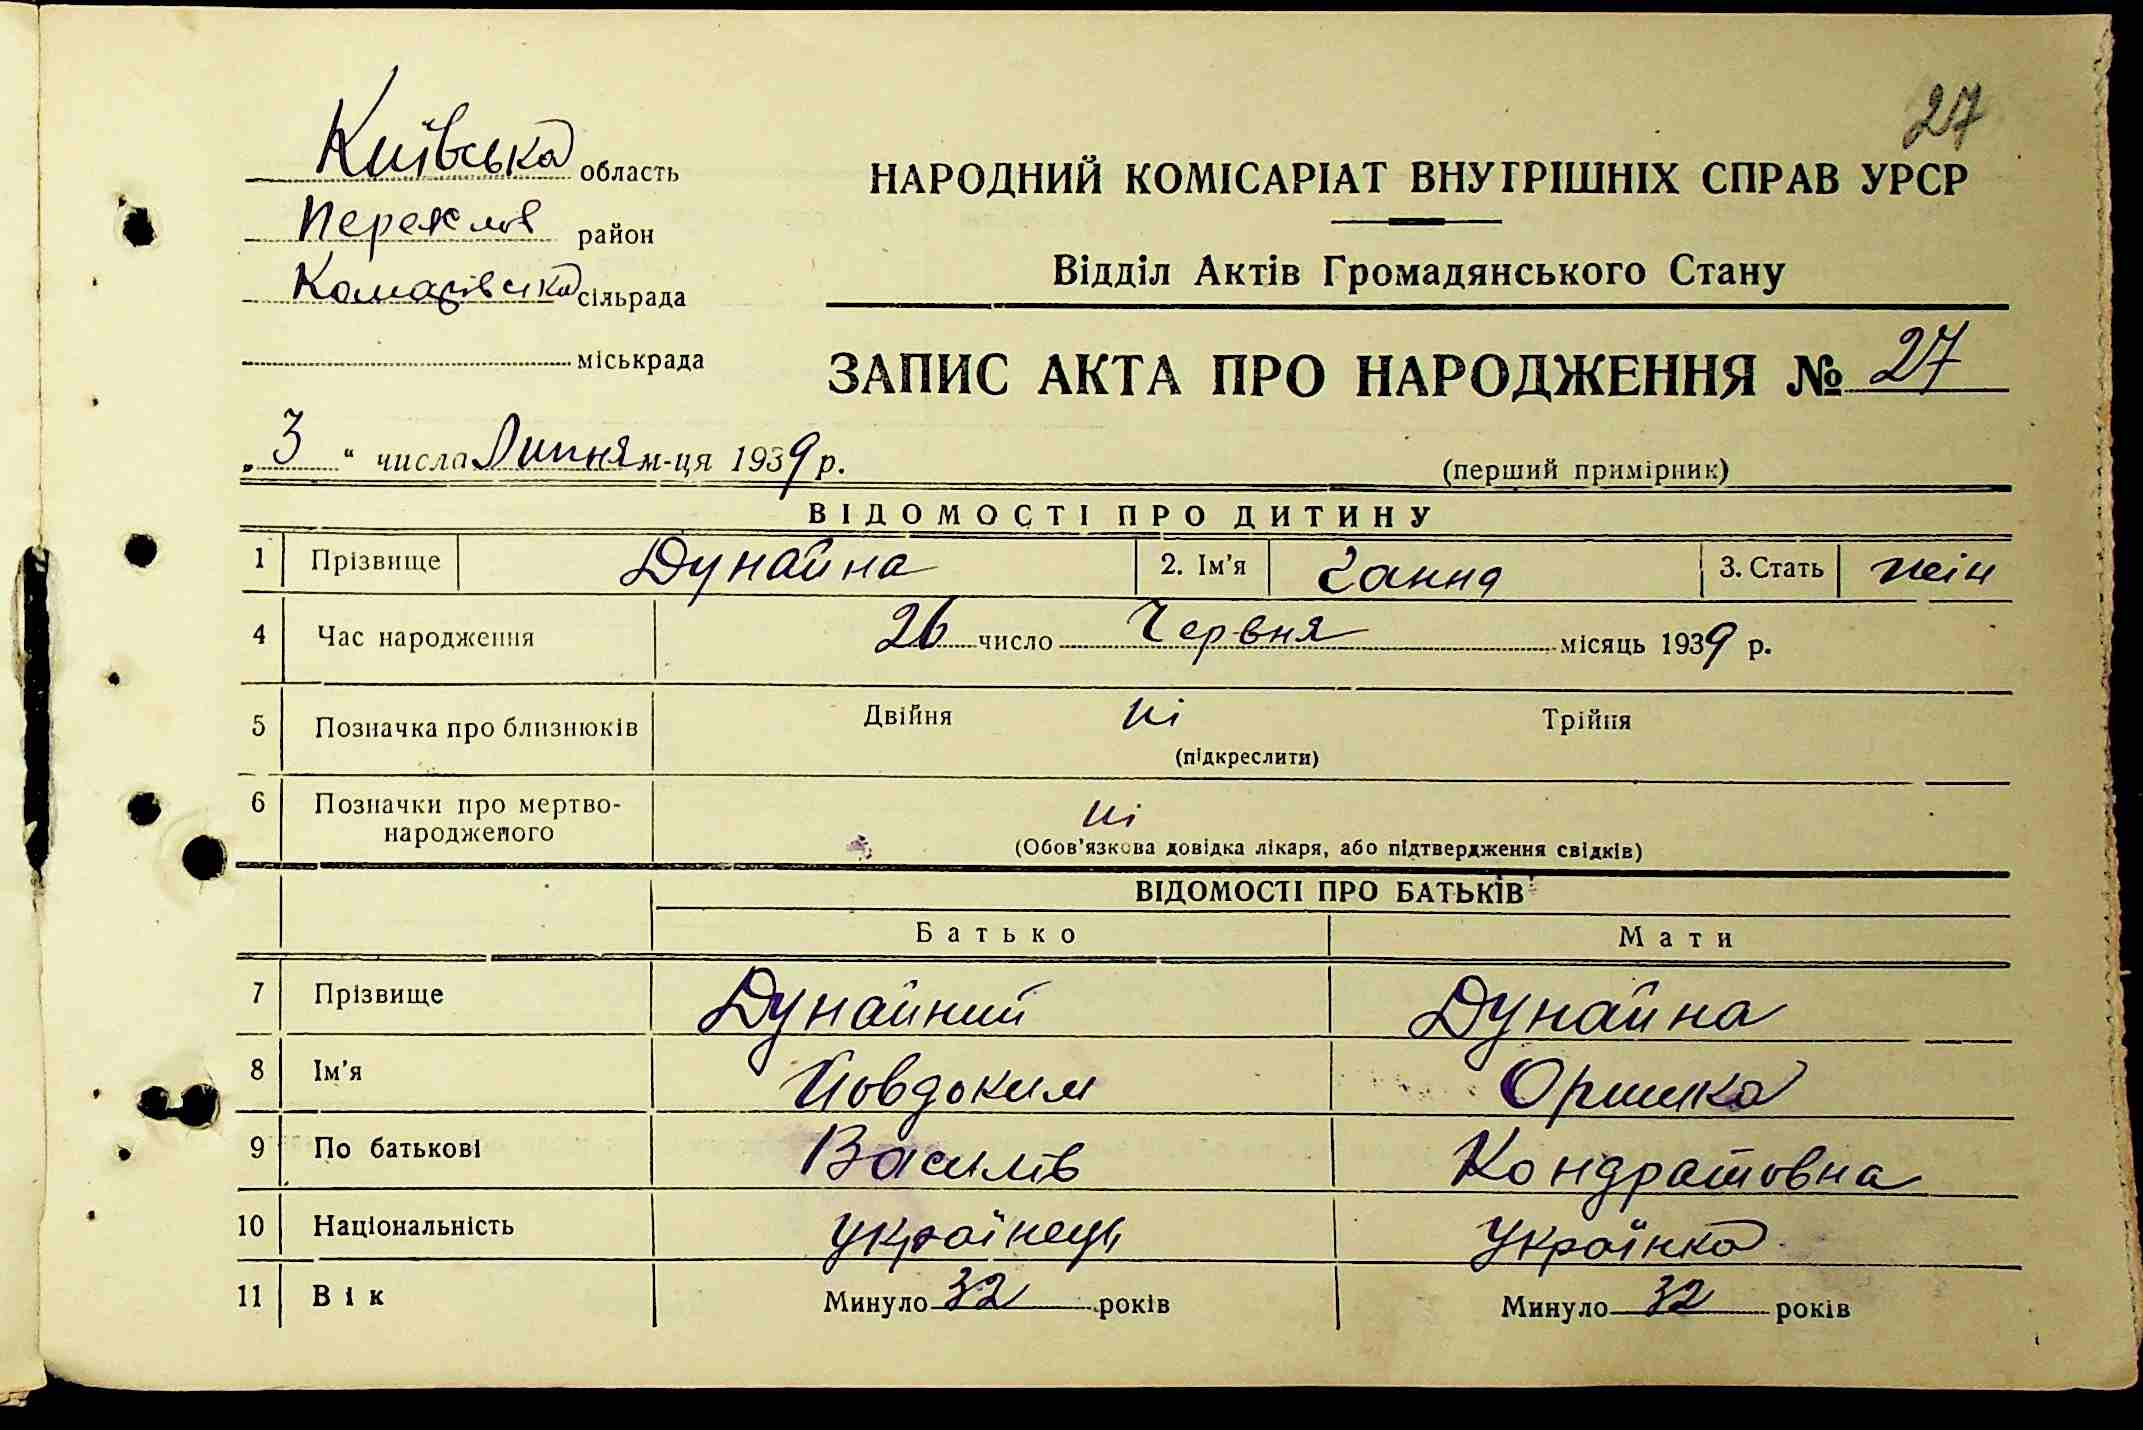 27
Київська область
Переяслов район
Комарівська сільрада
міськрада
НАРОДНИЙ КОМІСАРІАТ ВНУТРІШНІХ СПРАВ УРСР
Відділ Актів Громадянського Стану
ЗАПИС АКТА ПРО НАРОДЖЕННЯ № 27
„3“ числа Липня м-ця 1939 р.
(перший примірник)
ВІДОМОСТІ ПРО ДИТИНУ
1 Прізвище Дунайна 2. Ім'я Ганна 3. Стать жін
4 Час народження 26 число Червня місяць 1939 р.
5 Позначка про близнюків Двійня ні Трійня
(підкреслити)
6 Позначки про мертво-
народженого ні
(Обов'язкова довідка лікаря, або підтвердження свідків)
ВІДОМОСТІ ПРО БАТЬКІВ
Батько Мати
7 Прізвище Дунайний Дунайна
8 Ім'я Йовдоким Оришка
9 По батькові Василів Кондратовна
10 Національність українець Українка
11 Вік Минуло 32 років Минуло 32 років